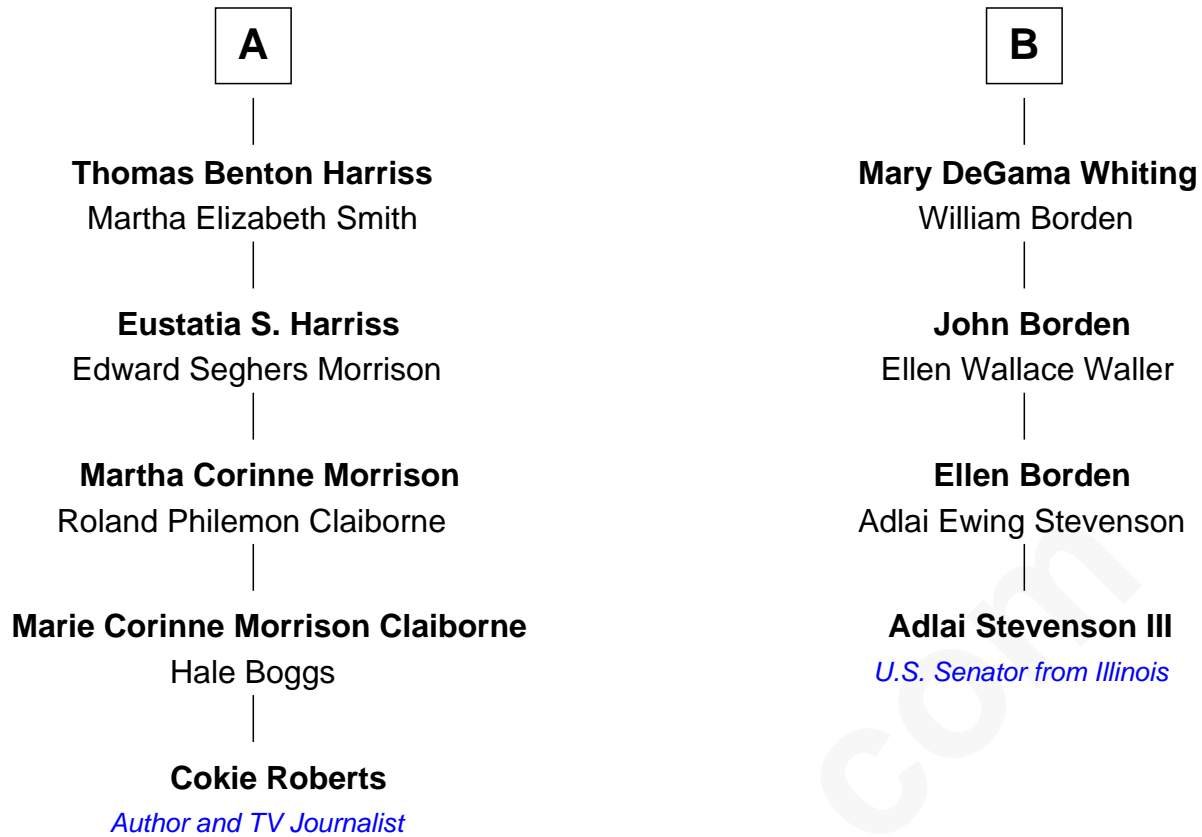 A
Thomas Benton Harriss
Martha Elizabeth Smith
Eustatia S. Harriss
Edward Seghers Morrison
Martha Corinne Morrison
Roland Philemon Claiborne
Marie Corinne Morrison Claiborne
Hale Boggs
Cokie Roberts
Author and TV Journalist
B
Mary DeGama Whiting
William Borden
John Borden
Ellen Wallace Waller
Ellen Borden
Adlai Ewing Stevenson
Adlai Stevenson III
U.S. Senator from Illinois
com